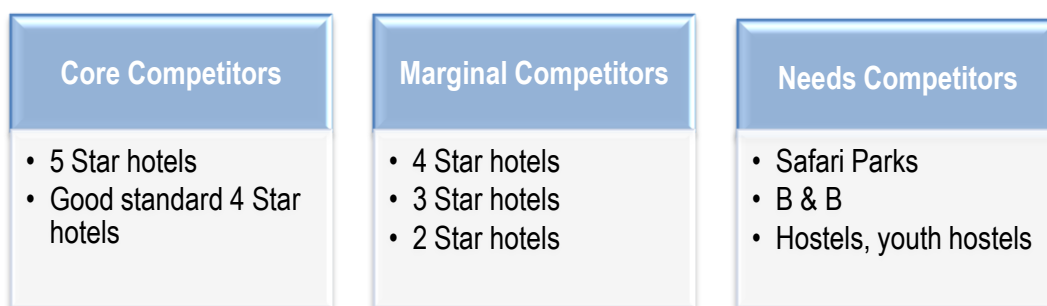 Core Competitors
• 5 Star hotels
• Good standard 4 Star
hotels
Marginal Competitors
• 4 Star hotels
• 3 Star hotels
• 2 Star hotels
Needs Competitors
• Safari Parks
• B & B
• Hostels, youth hostels